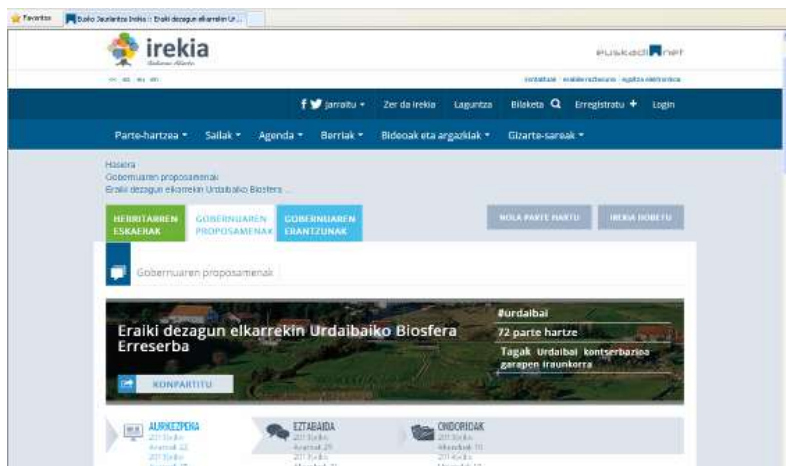 Favoritos
irekia
euskadi.net
jarraitu
Zer da Irekia
Laguntza
Bilaketa
Erregistratu
Login
Parte-hartzea
Sailak
Agenda
Berriak
Bideoak eta argazkiak
Gizarte-sareak
Hasiera
Gobernuaren proposamenak
Eraiki dezagun elkarrekin Urdaibaiko Biosfera ...
HERRITARREN
ESKAERAK
GOBERNUAREN
PROPOSAMENAK
GOBERNUAREN
ERANTZUNAK
NOLA PARTE HARTU
IREKIA HOBETU
Gobernuaren proposamenak
Eraiki dezagun elkarrekin Urdaibaiko Biosfera
Erreserba
KONPARTITU
#urdaibai
72 parte hartze
Tagak Urdaibai kontserbazioa
garapen iraunkorra
AURKEZPENA
EZTABAIDA
ONDORIOAK